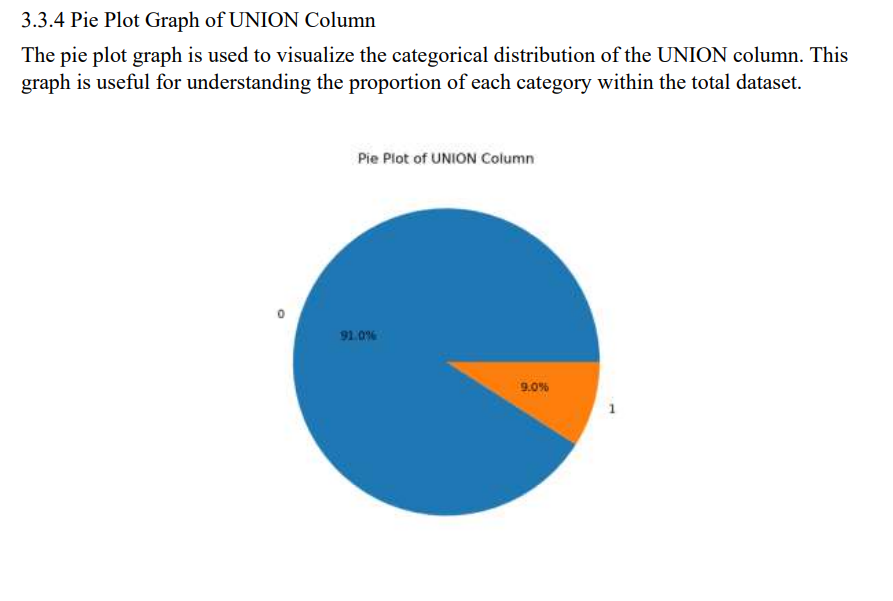 3.3.4 Pie Plot Graph of UNION Column
The pie plot graph is used to visualize the categorical distribution of the UNION column. This
graph is useful for understanding the proportion of each category within the total dataset.
Pie Plot of UNION Column
0
91.0%
9.0%
1